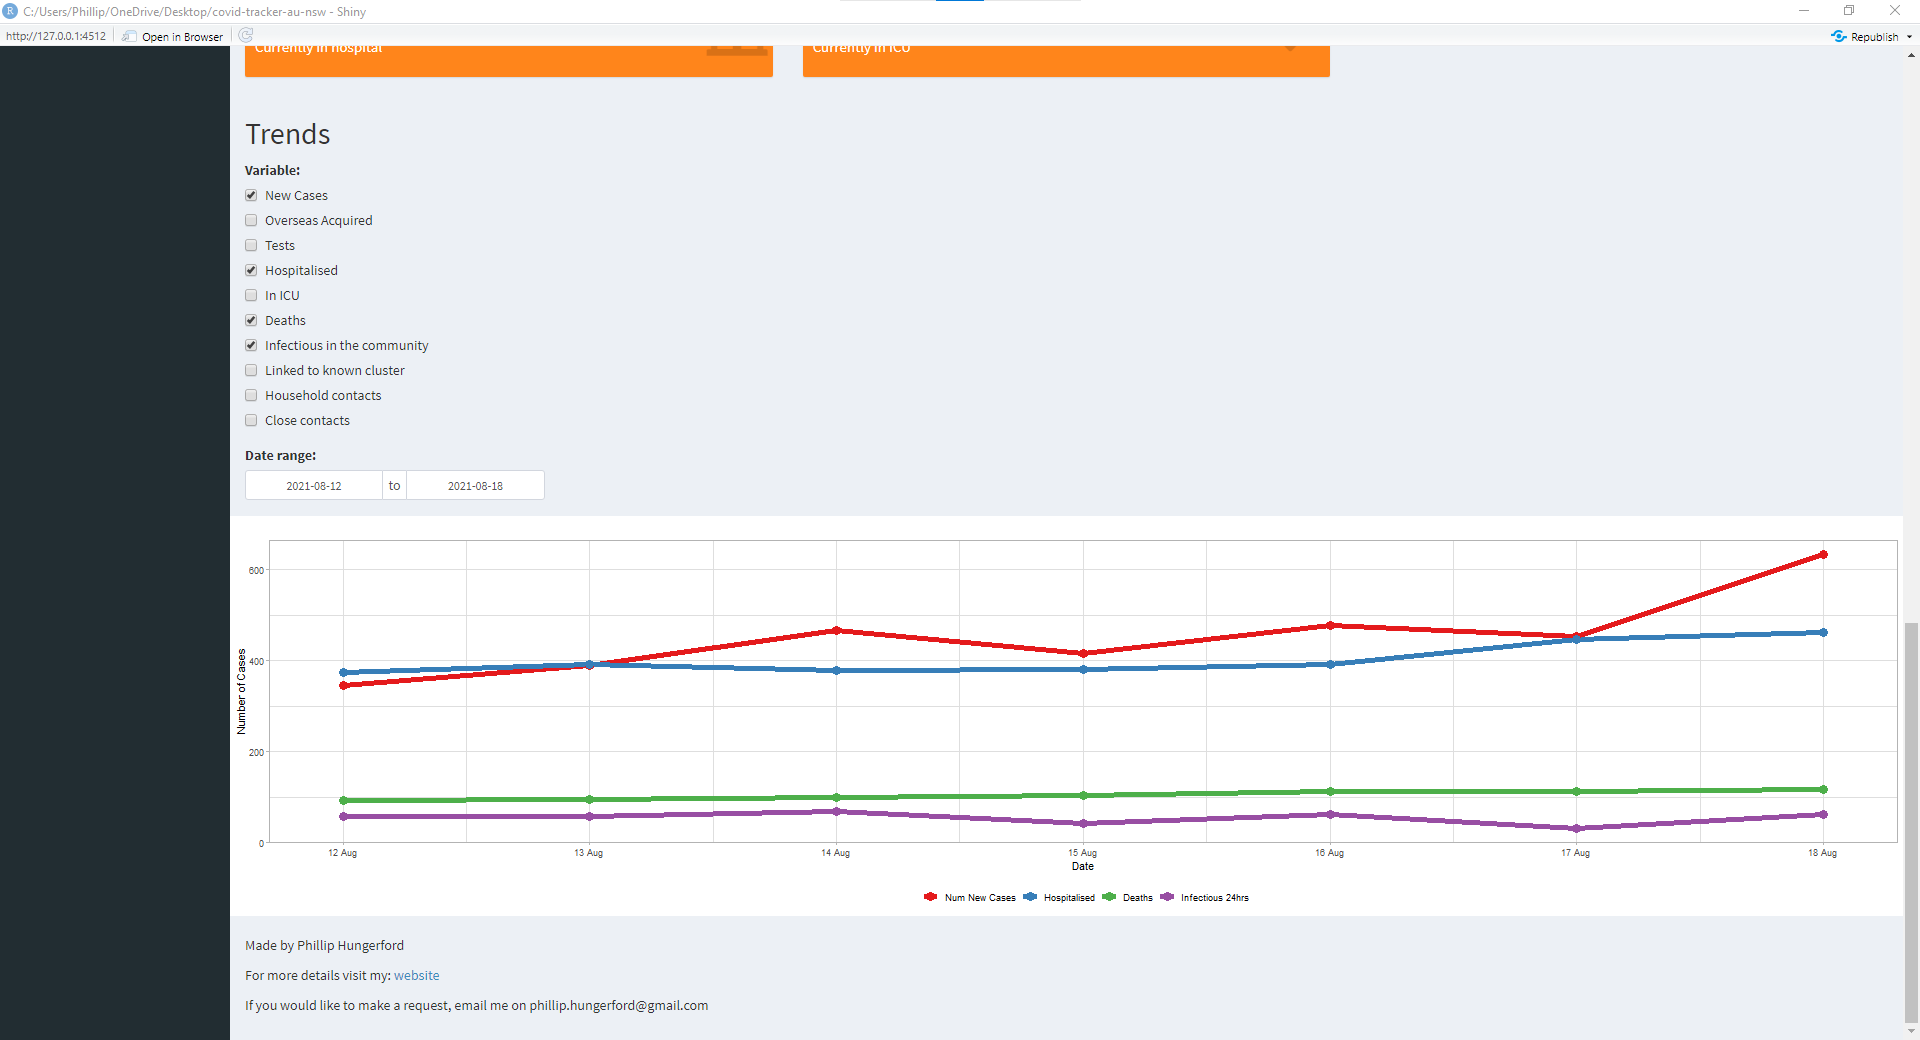 C:/Users/Phillip/OneDrive/Desktop/covid-tracker-au-nsw - Shiny
http://127.0.0.1:4512 Open in Browser Republish
Currently in hospital Currently in ICU
Trends
Variable:
New Cases
Overseas Acquired
Tests
Hospitalised
In ICU
Deaths
Infectious in the community
Linked to known cluster
Household contacts
Close contacts
Date range:
2021-08-12 to 2021-08-18
600
400
200
0
Number of Cases
12 Aug 13 Aug 14 Aug 15 Aug 16 Aug 17 Aug 18 Aug
Date
Num New Cases Hospitalised Deaths Infectious 24hrs
Made by Phillip Hungerford
For more details visit my: website
If you would like to make a request, email me on phillip.hungerford@gmail.com